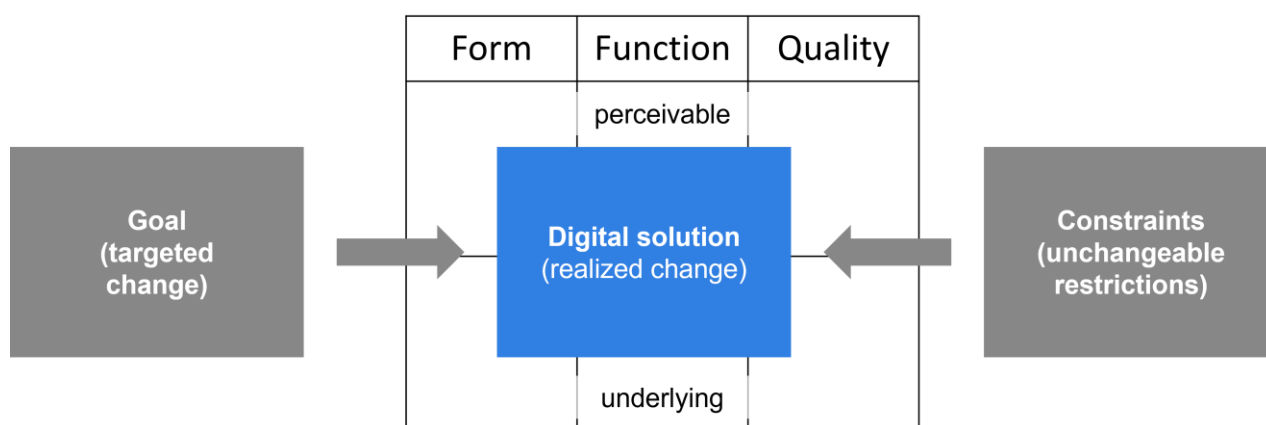 Form
Function
Quality
perceivable
Goal
(targeted
change)
Digital solution
(realized change)
Constraints
(unchangeable
restrictions)
underlying